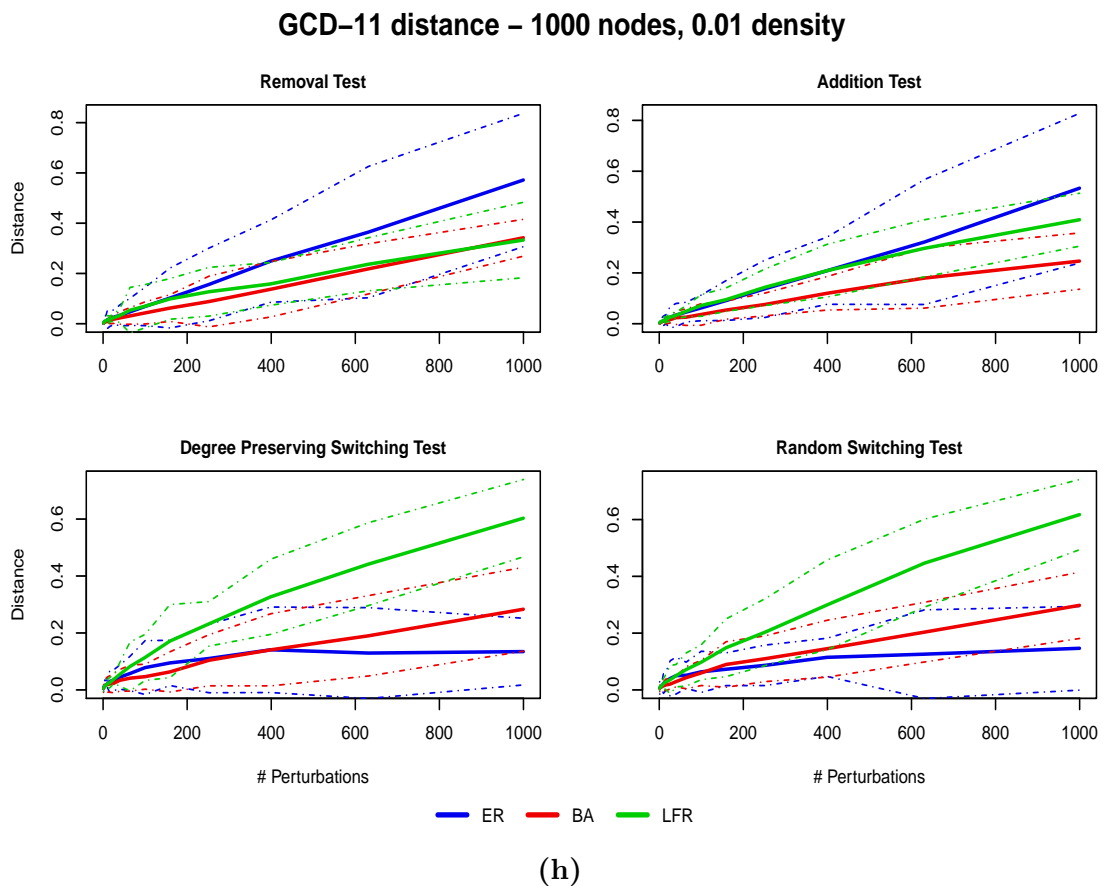 GCD–11 distance – 1000 nodes, 0.01 density
Removal Test
Addition Test
Distance
0.0 0.2 0.4 0.6 0.8
0 200 400 600 800 1000
0.0 0.2 0.4 0.6 0.8
0 200 400 600 800 1000
Degree Preserving Switching Test
Random Switching Test
Distance
0.0 0.2 0.4 0.6
0 200 400 600 800 1000
0.0 0.2 0.4 0.6
0 200 400 600 800 1000
# Perturbations
# Perturbations
ER BA LFR
(h)